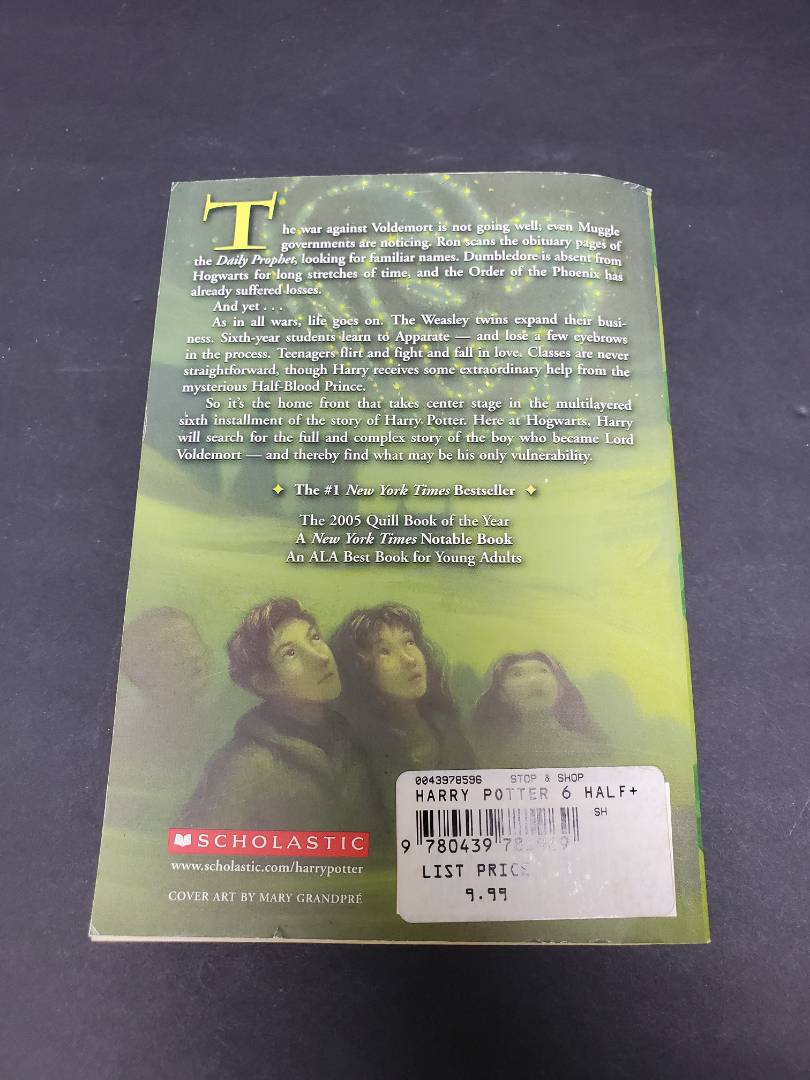 The war against Voldemort is not going well; even Muggle
governments are noticing. Ron scans the obituary pages of
the Daily Prophet, looking for familiar names. Dumbledore is absent from
Hogwarts for long stretches of time, and the Order of the Phoenix has
already suffered losses.
And yet . . .
As in all wars, life goes on. The Weasley twins expand their busi-
ness. Sixth-year students learn to Apparate — and lose a few eyebrows
in the process. Teenagers flirt and fight and fall in love. Classes are never
straightforward, though Harry receives some extraordinary help from the
mysterious Half-Blood Prince.
So it's the home front that takes center stage in the multilayered
sixth installment of the story of Harry Potter. Here at Hogwarts, Harry
will search for the full and complex story of the boy who became Lord
Voldemort — and thereby find what may be his only vulnerability.
The #1 New York Times Bestseller
The 2005 Quill Book of the Year
A New York Times Notable Book
An ALA Best Book for Young Adults
0043978596 STOP & SHOP
HARRY POTTER 6 HALF+
SH
9 780439
LIST PRICE
9.99
SCHOLASTIC
www.scholastic.com/harrypotter
COVER ART BY MARY GRANDPRÉ